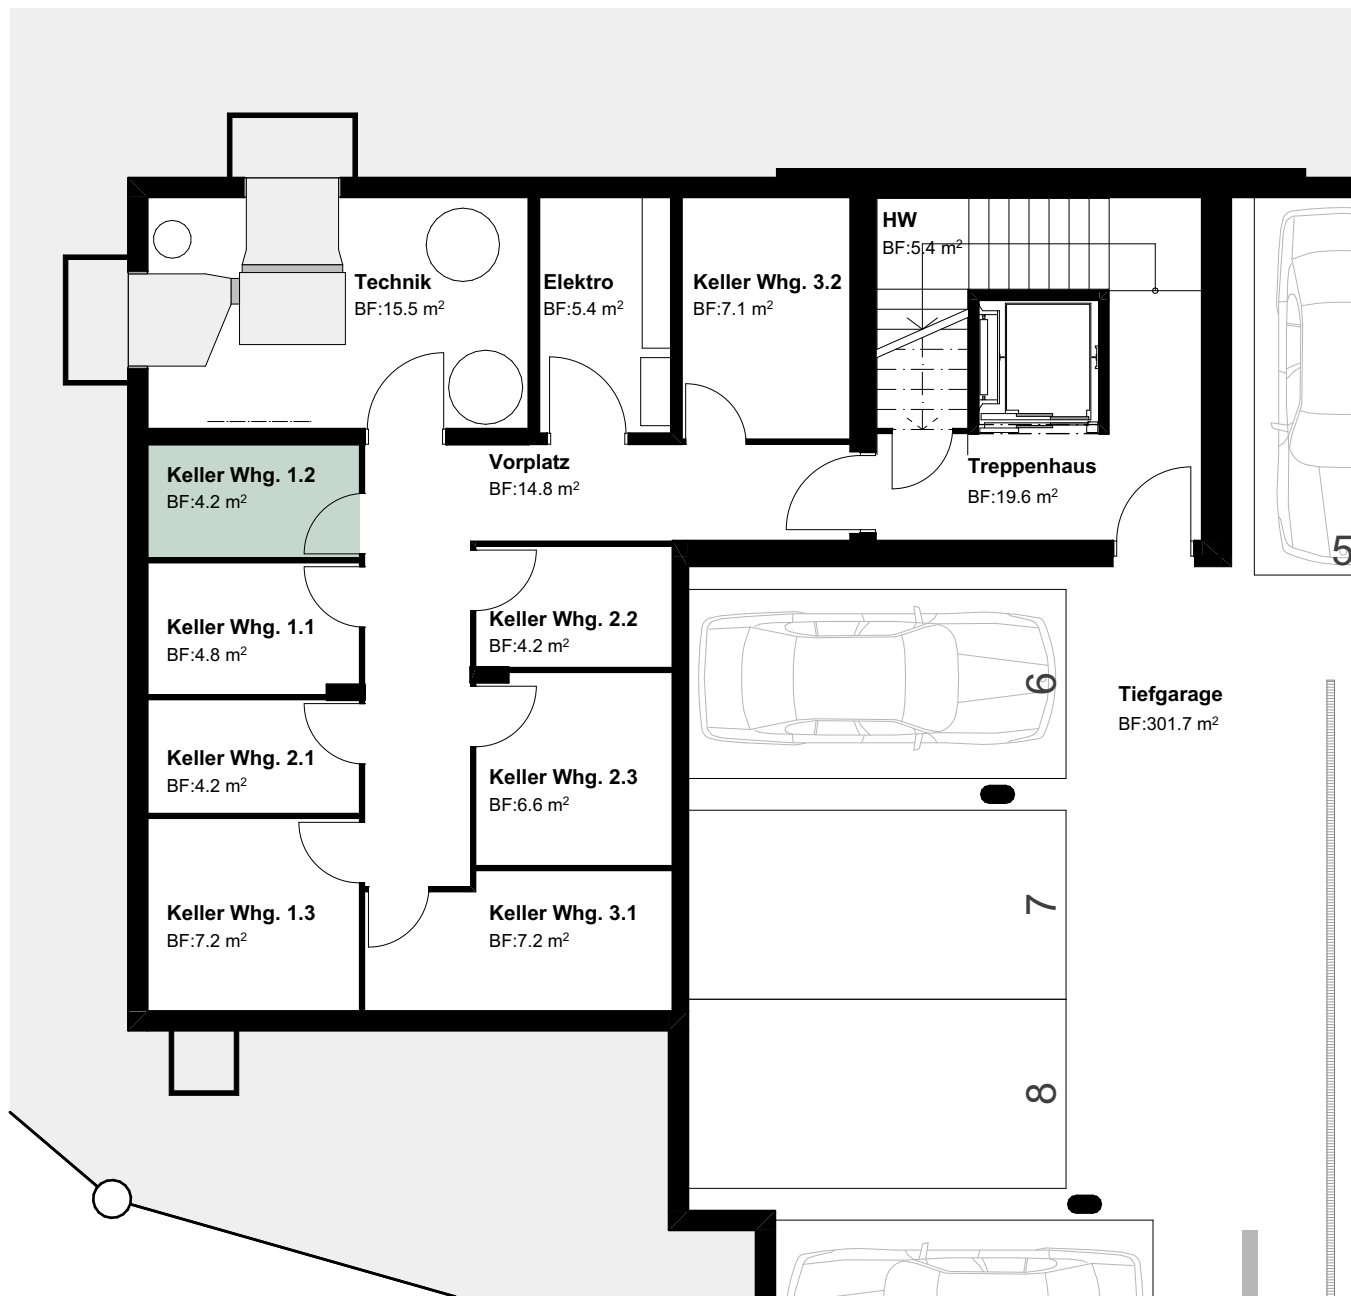 HW
BF:5.4 m²
Technik
BF:15.5 m²
Elektro
BF:5.4 m²
Keller Whg. 3.2
BF:7.1 m²
Keller Whg. 1.2
BF:4.2 m²
Vorplatz
BF:14.8 m²
Treppenhaus
BF:19.6 m²
5
Keller Whg. 1.1
BF:4.8 m²
Keller Whg. 2.2
BF:4.2 m²
6
Tiefgarage
BF:301.7 m²
Keller Whg. 2.1
BF:4.2 m²
Keller Whg. 2.3
BF:6.6 m²
Keller Whg. 1.3
BF:7.2 m²
Keller Whg. 3.1
BF:7.2 m²
7
8